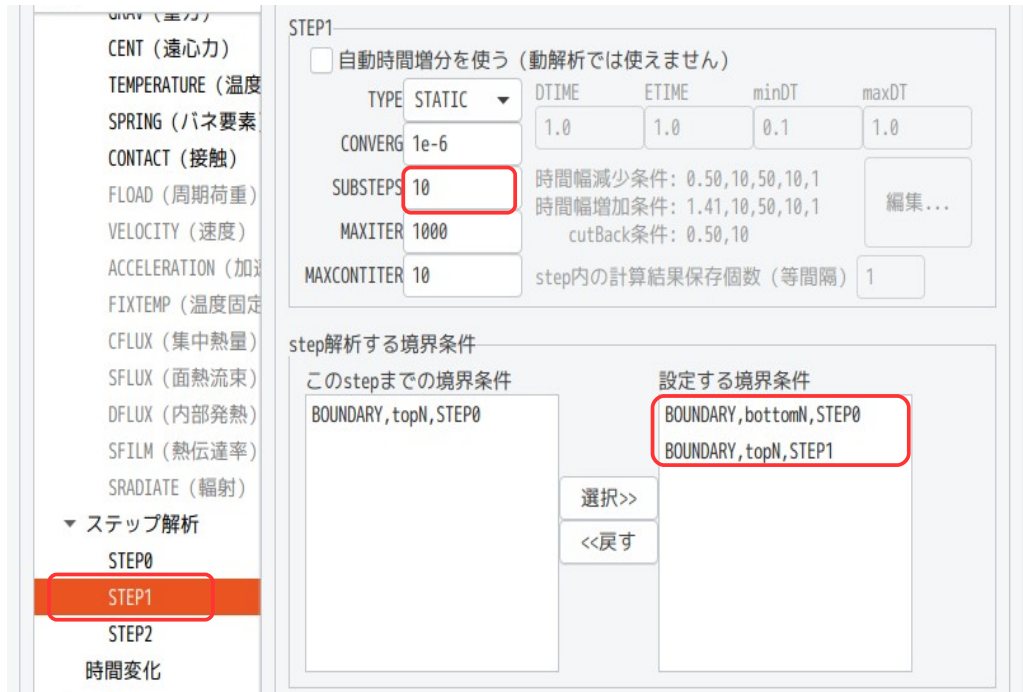 GRAV (重力)
CENT (遠心力)
TEMPERATURE (温度
SPRING (バネ要素)
CONTACT (接触)
FLOAD (周期荷重)
VELOCITY (速度)
ACCELERATION (加速
FIXTEMP (温度固定
CFLUX (集中熱量)
SFLUX (面熱流束)
DFLUX (内部発熱)
SFILM (熱伝達率)
SRADIATE (輻射)
ステップ解析
STEP0
STEP1
STEP2
時間変化
STEP1
自動時間増分を使う (動解析では使えません)
TYPE STATIC
DTIME ETIME minDT maxDT
1.0 1.0 0.1 1.0
CONVERG 1e-6
SUBSTEPS 10
MAXITER 1000
MAXCONTITER 10
時間幅減少条件: 0.50,10,50,10,1
時間幅増加条件: 1.41,10,50,10,1
cutBack条件: 0.50,10
編集...
step内の計算結果保存個数 (等間隔) 1
step解析する境界条件
このstepまでの境界条件
BOUNDARY,topN,STEP0
選択>>
<<戻す
設定する境界条件
BOUNDARY,bottomN,STEP0
BOUNDARY,topN,STEP1